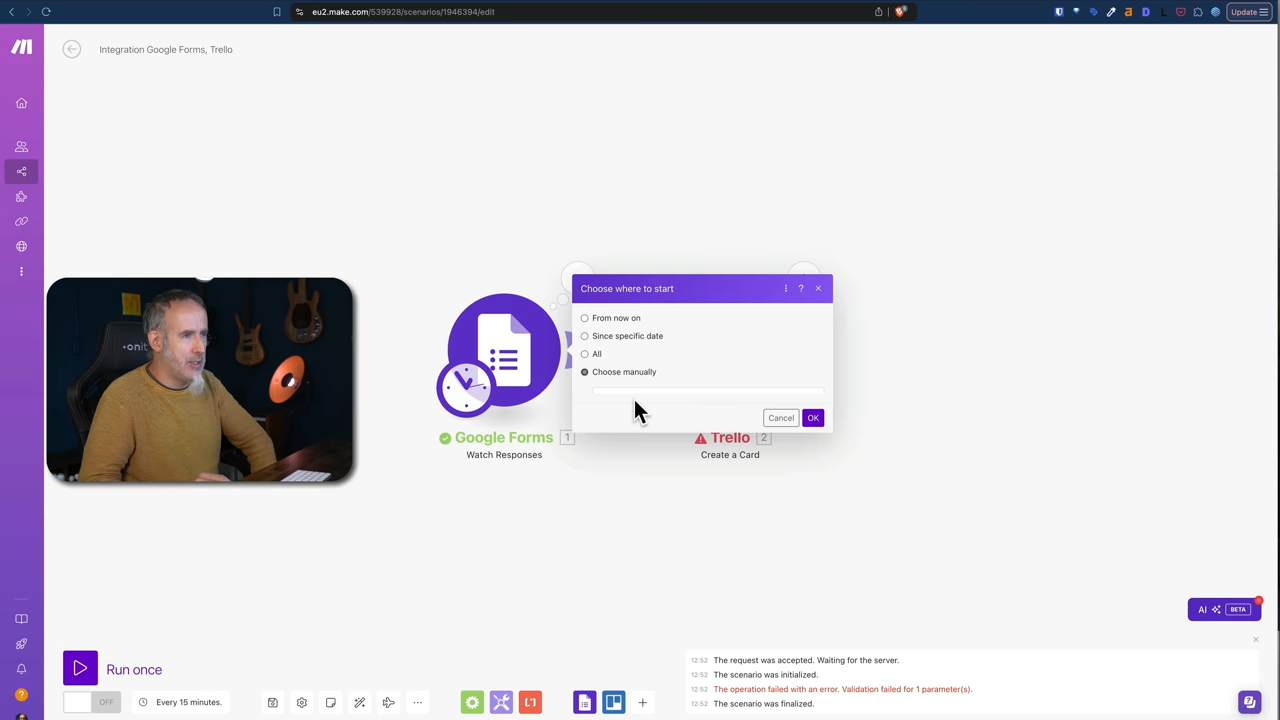 eu2.make.com/539928/scenarios/1946394/edit
Update
Integration Google Forms, Trello
Choose where to start
?
From now on
Since specific date
All
Choose manually
Cancel
OK
onit
Google Forms 1
Watch Responses
Trello 2
Create a Card
AI BETA
Run once
OFF
Every 15 minutes.
12:52 The request was accepted. Waiting for the server.
12:52 The scenario was initialized.
12:52 The operation failed with an error. Validation failed for 1 parameter(s).
12:52 The scenario was finalized.